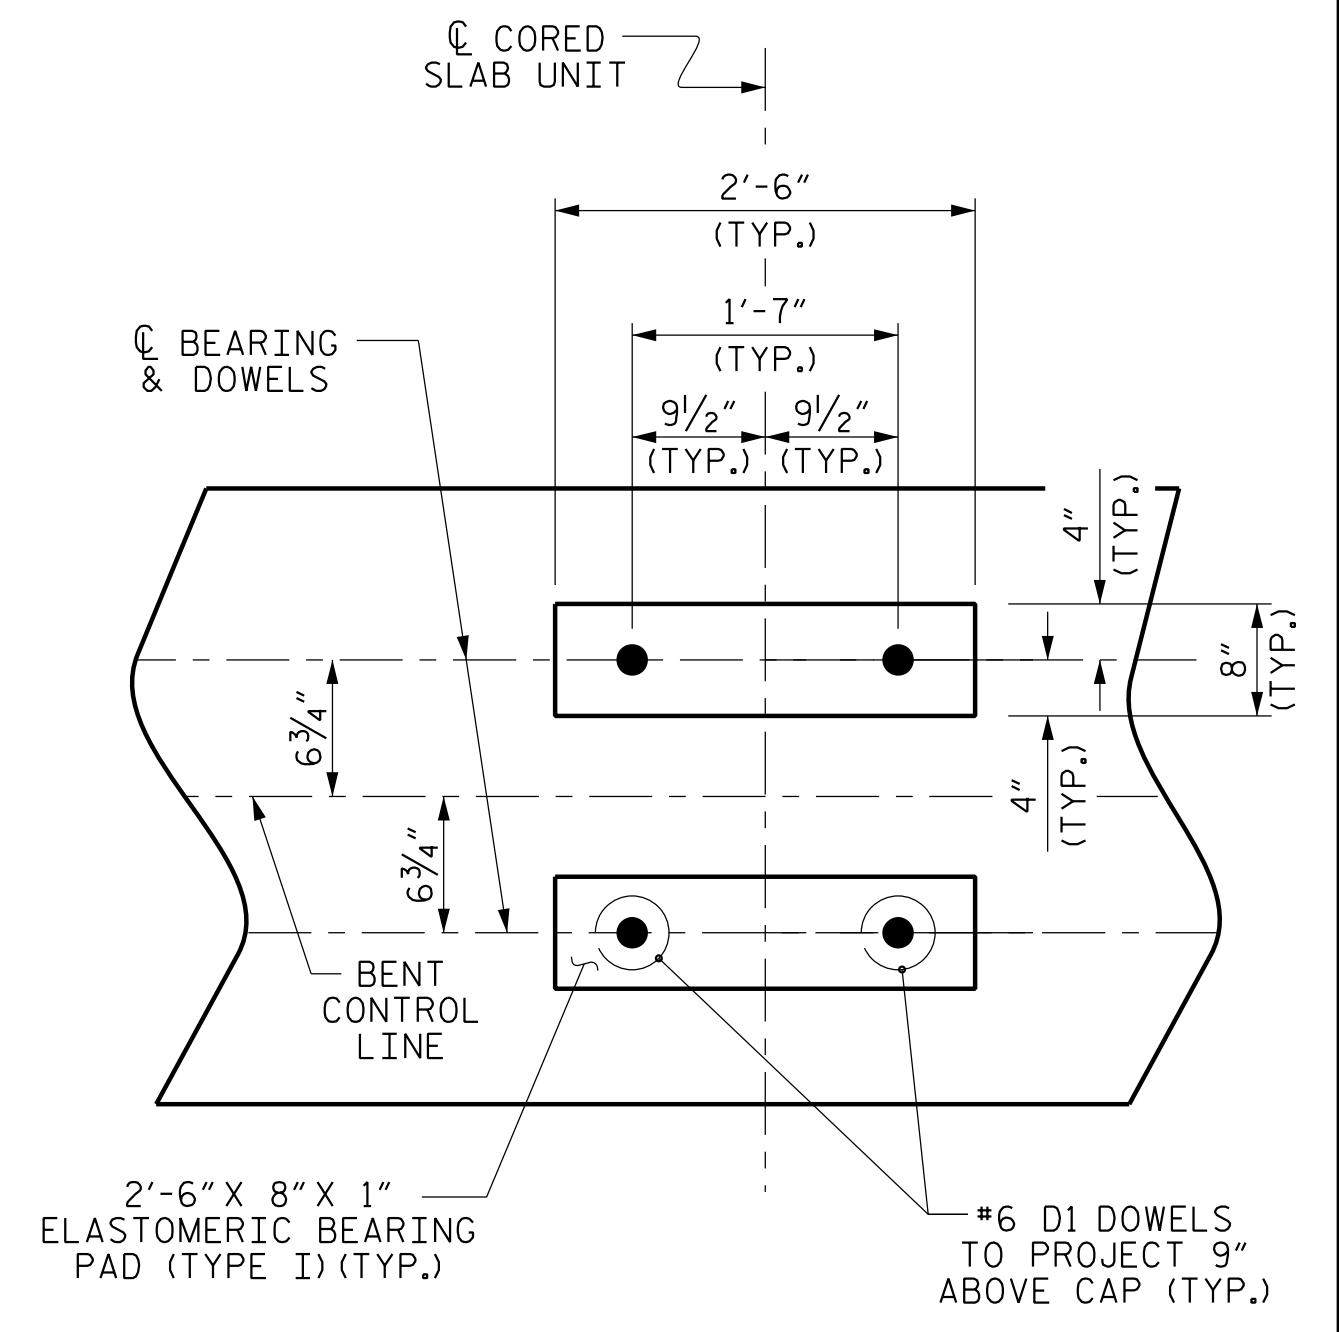 ℄ CORED
SLAB UNIT
2'-6"
(TYP.)
1'-7"
(TYP.)
℄ BEARING
& DOWELS
9½" 9½"
(TYP.) (TYP.)
4"
(TYP.)
8"
(TYP.)
6¾"
4"
(TYP.)
6¾"
BENT
CONTROL
LINE
2'-6" X 8" X 1"
ELASTOMERIC BEARING
PAD (TYPE I) (TYP.)
#6 D1 DOWELS
TO PROJECT 9"
ABOVE CAP (TYP.)